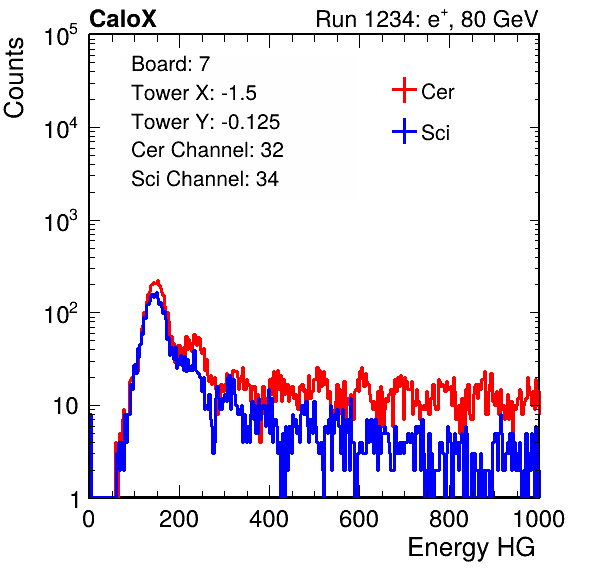 CaloX Run 1234: e⁺, 80 GeV
Counts
10⁵
10⁴
10³
10²
10
1
Board: 7
Tower X: -1.5
Tower Y: -0.125
Cer Channel: 32
Sci Channel: 34
Cer
Sci
0 200 400 600 800 1000
Energy HG